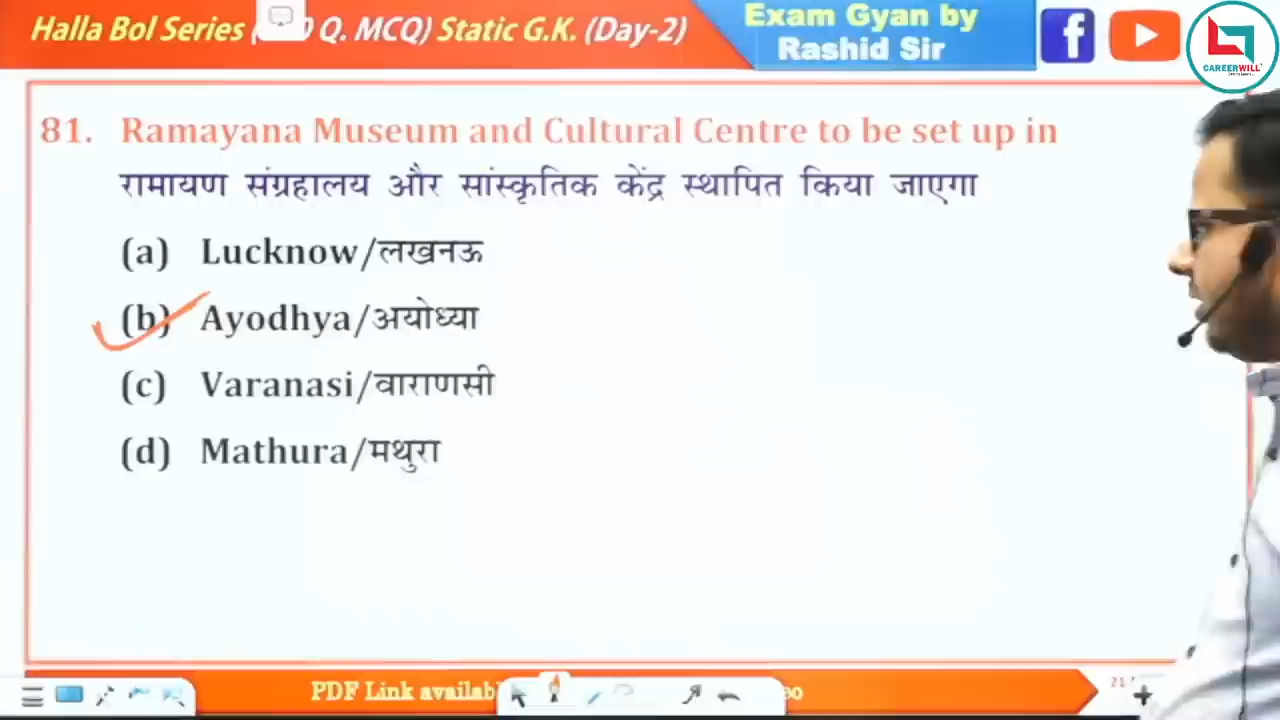 Halla Bol Series Q. MCQ) Static G.K. (Day-2)
Exam Gyan by
Rashid Sir
CAREERWILL
81. Ramayana Museum and Cultural Centre to be set up in
रामायण संग्रहालय और सांस्कृतिक केंद्र स्थापित किया जाएगा
(a) Lucknow/लखनऊ
(b) Ayodhya/अयोध्या
(c) Varanasi/वाराणसी
(d) Mathura/मथुरा
PDF Link